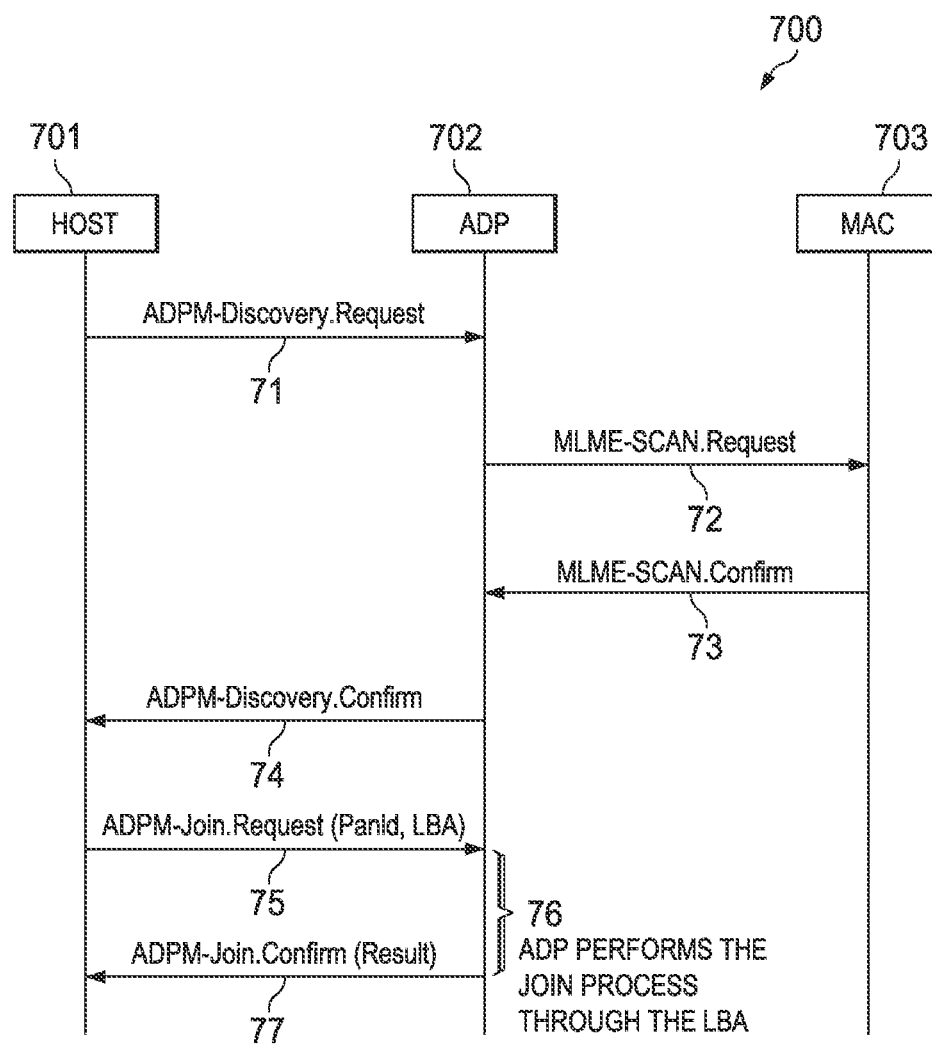 700
701
702
703
HOST
ADP
MAC
ADPM-Discovery.Request
71
MLME-SCAN.Request
72
MLME-SCAN.Confirm
73
ADPM-Discovery.Confirm
74
ADPM-Join.Request (PanId, LBA)
75
76
ADP PERFORMS THE
JOIN PROCESS
THROUGH THE LBA
ADPM-Join.Confirm (Result)
77